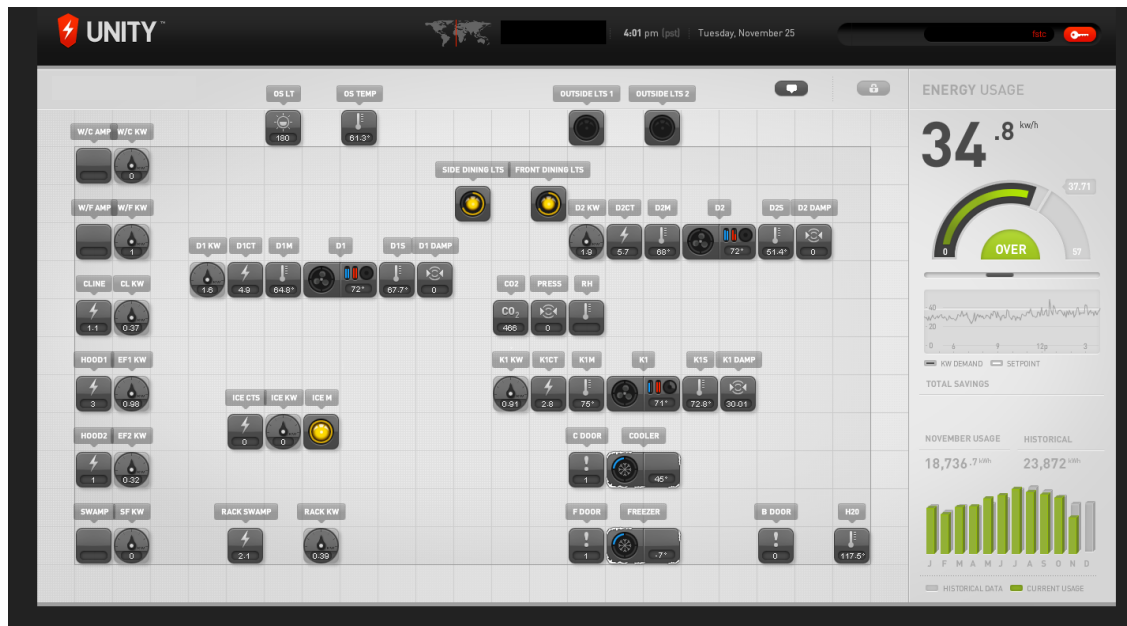 UNITY™
4:01 pm (pst) Tuesday, November 25
fstc
OS LT OS TEMP OUTSIDE LTS 1 OUTSIDE LTS 2
180 61.3°
W/C AMP W/C KW
0
SIDE DINING LTS FRONT DINING LTS
W/F AMP W/F KW D2 KW D2CT D2M D2 D2S D2 DAMP
1 1.9 5.7 68° 72° 51.4° 0
D1 KW D1CT D1M D1 D1S D1 DAMP
1.6 4.9 64.8° 72° 67.7° 0
CLINE CL KW CO2 PRESS RH
CO2
1.1 0.37 466 0
HOOD1 EF1 KW K1 KW K1CT K1M K1 K1S K1 DAMP
3 0.98 0.91 2.8 75° 71° 72.8° 30.01
ICE CTS ICE KW ICE M
0 0
HOOD2 EF2 KW C DOOR COOLER
1 0.32 1 45°
SWAMP SF KW RACK SWAMP RACK KW F DOOR FREEZER B DOOR H20
0 2.1 0.39 1 -7° 0 117.5°
ENERGY USAGE
34.8 kw/h
37.71
OVER
0 57
40
20
0 6 9 12p 3
KW DEMAND SETPOINT
TOTAL SAVINGS
NOVEMBER USAGE HISTORICAL
18,736.7 kWh 23,872 kWh
J F M A M J J A S O N D
HISTORICAL DATA CURRENT USAGE